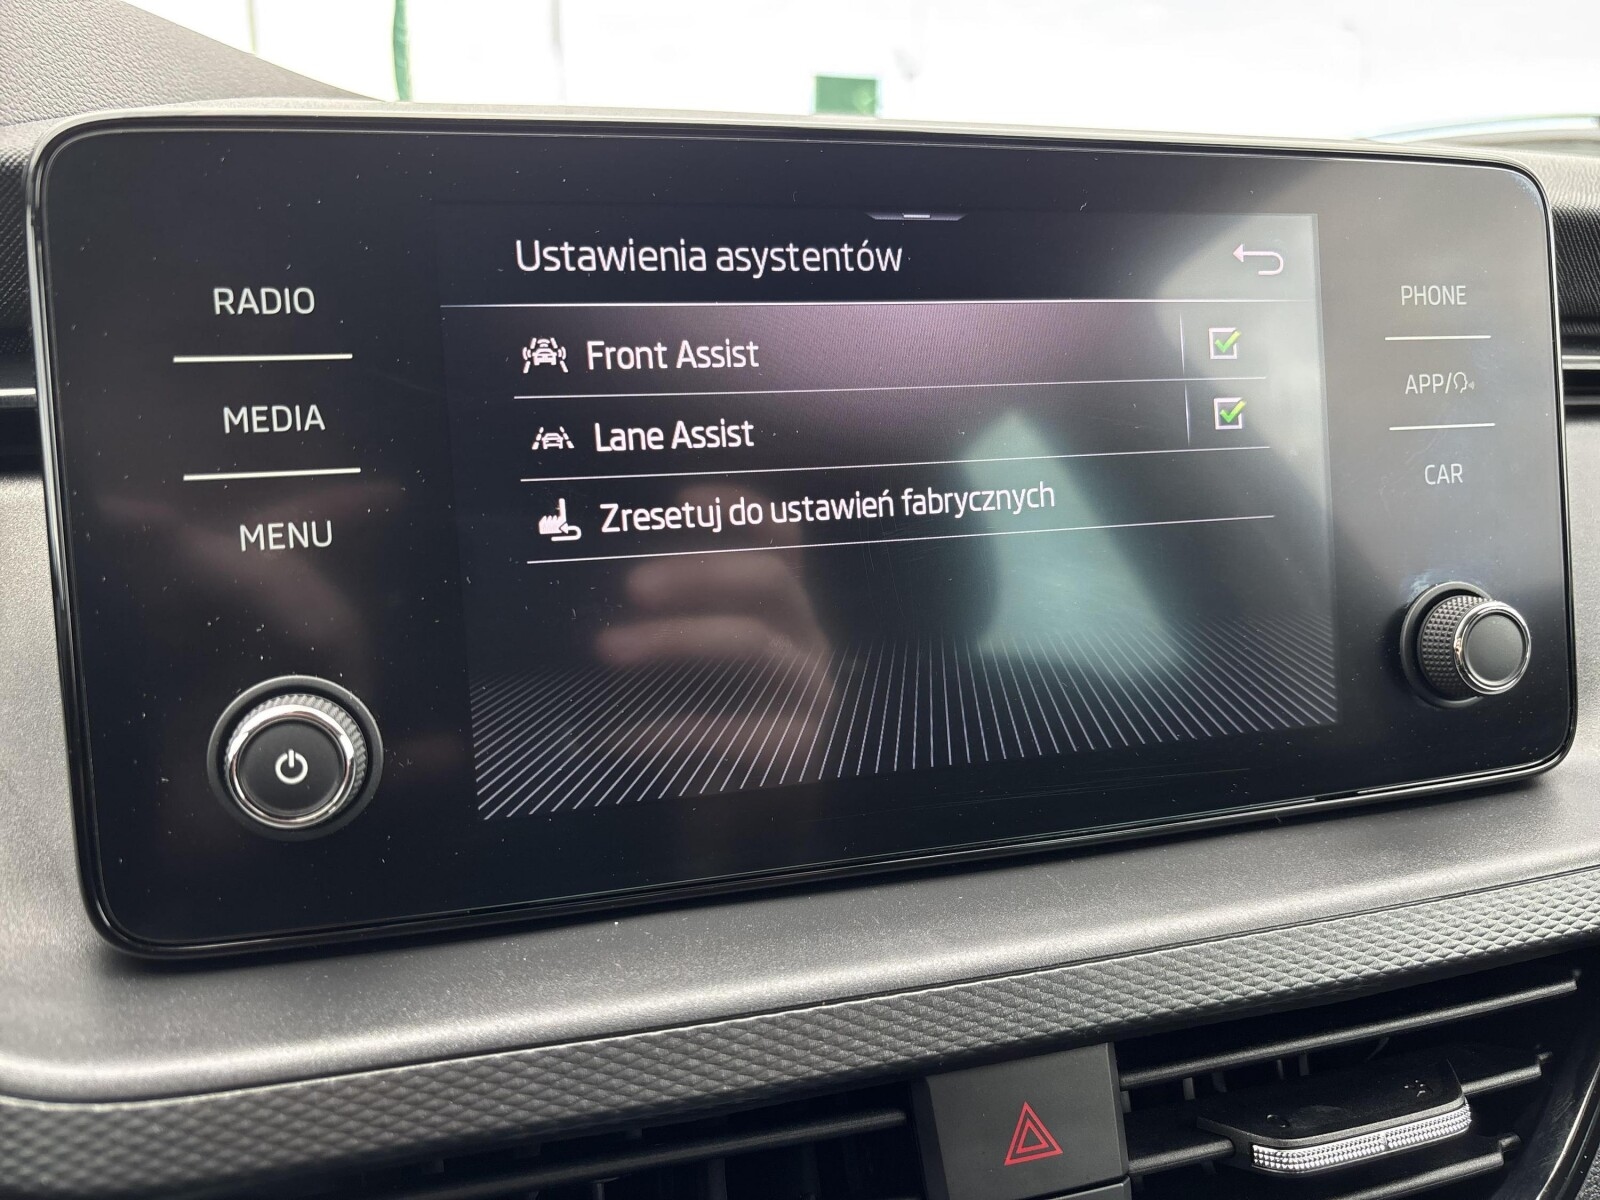 Ustawienia asystentów
RADIO
MEDIA
MENU
Front Assist
Lane Assist
Zresetuj do ustawień fabrycznych
PHONE
APP/
CAR